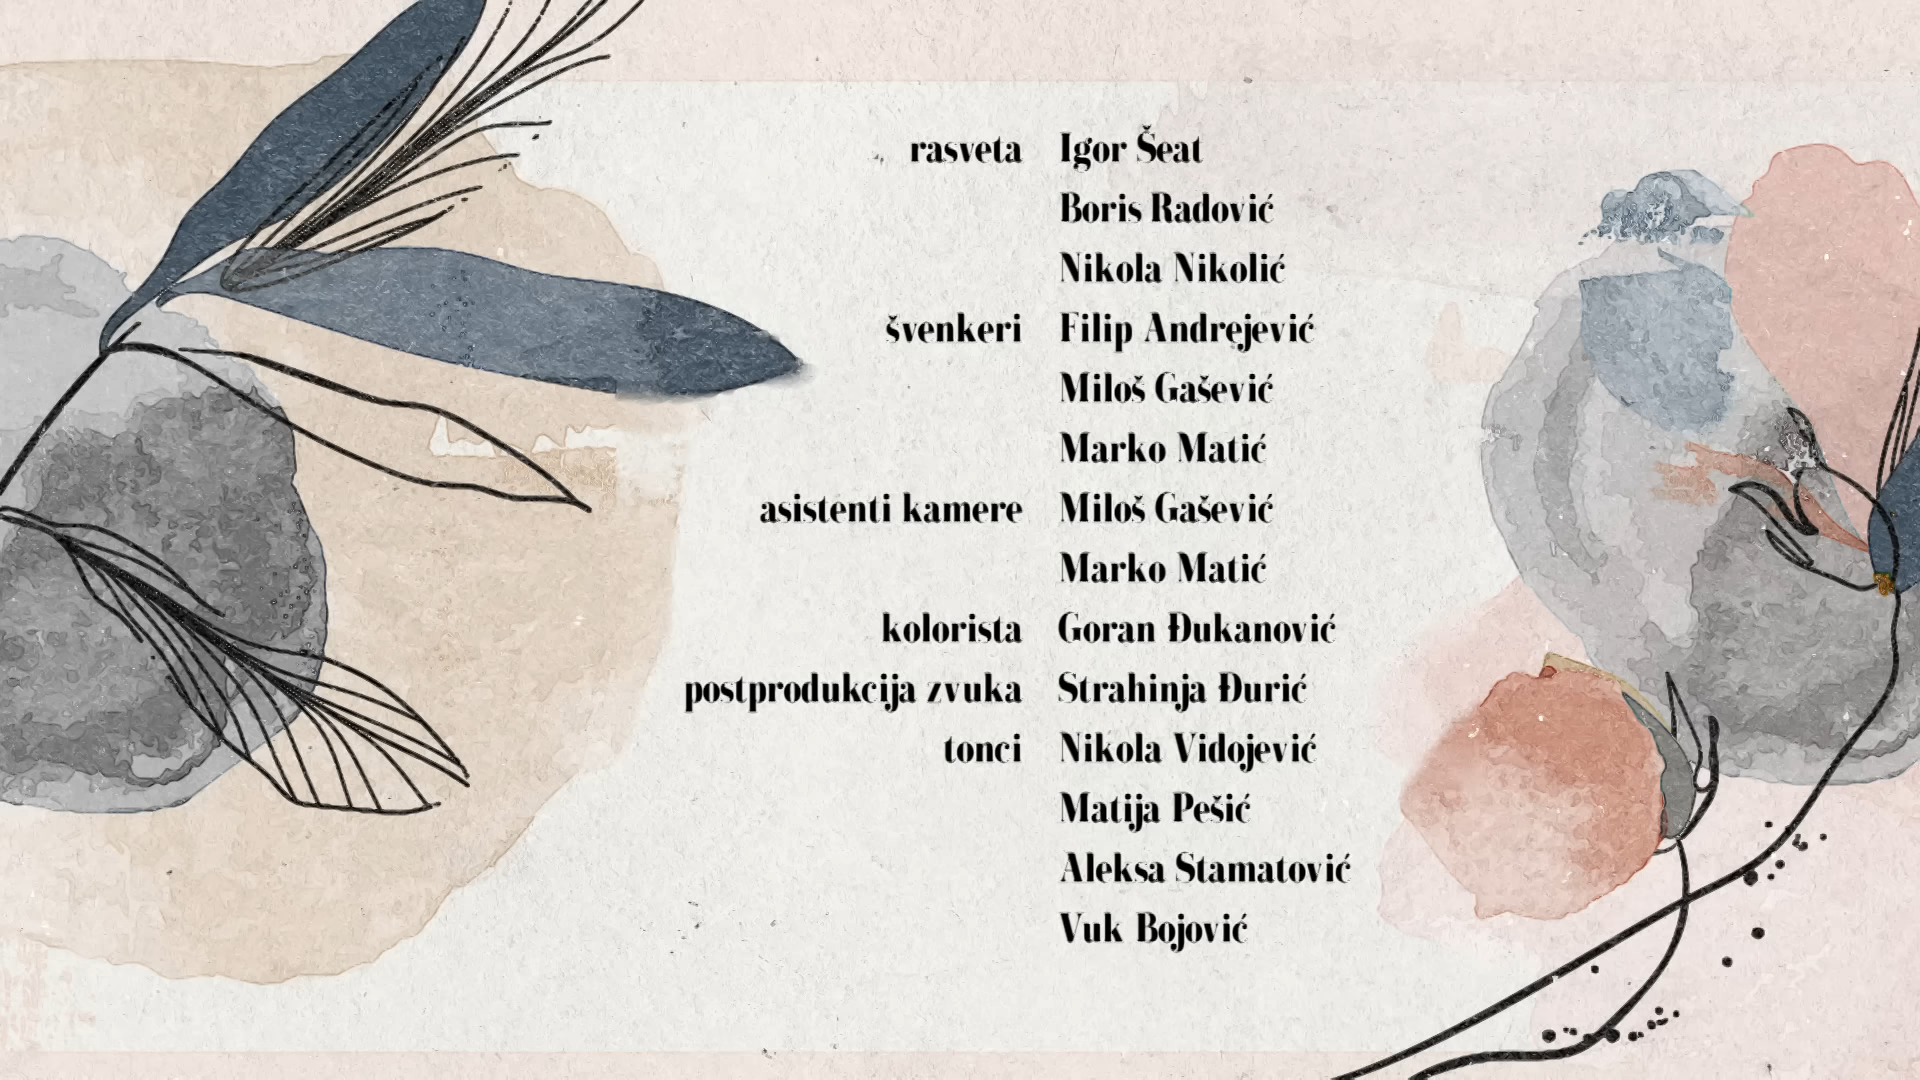 rasveta Igor Šeat
Boris Radović
Nikola Nikolić
švenkeri Filip Andrejević
Miloš Gašević
Marko Matić
asistenti kamere Miloš Gašević
Marko Matić
kolorista Goran Đukanović
postprodukcija zvuka Strahinja Đurić
tonci Nikola Vidojević
Matija Pešić
Aleksa Stamatović
Vuk Bojović